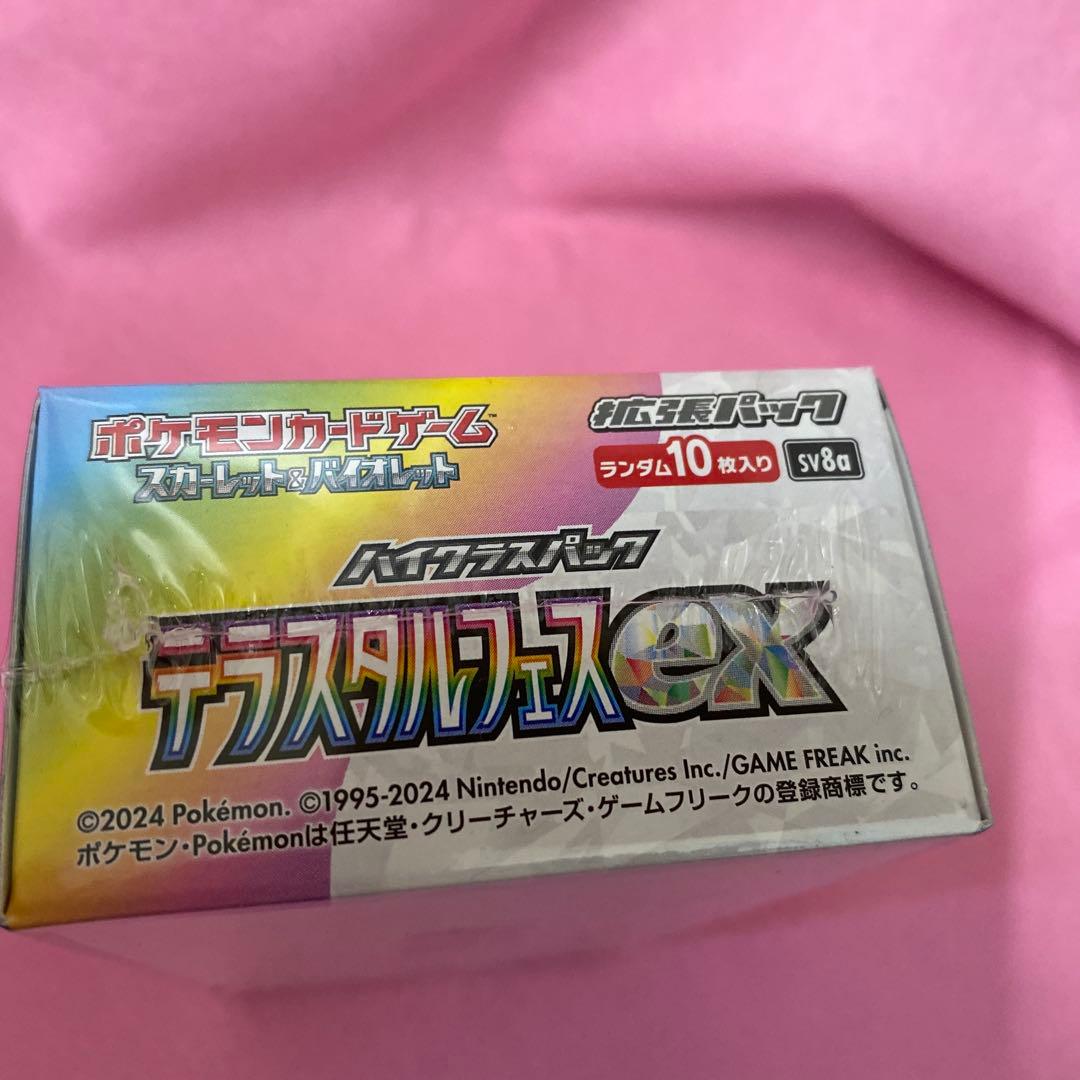 ポケモンカードゲーム™
スカーレット&バイオレット
拡張パック
ランダム10枚入り
sv8a
ハイクラスパック
テラスタルフェスex
©2024 Pokémon. ©1995-2024 Nintendo/Creatures Inc./GAME FREAK inc.
ポケモン・Pokémonは任天堂・クリーチャーズ・ゲームフリークの登録商標です。